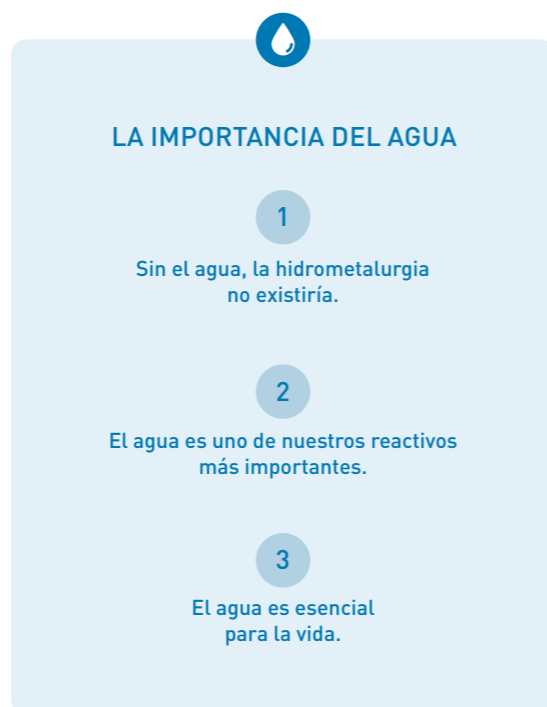 LA IMPORTANCIA DEL AGUA
1
Sin el agua, la hidrometalurgia
no existiría.
2
El agua es uno de nuestros reactivos
más importantes.
3
El agua es esencial
para la vida.